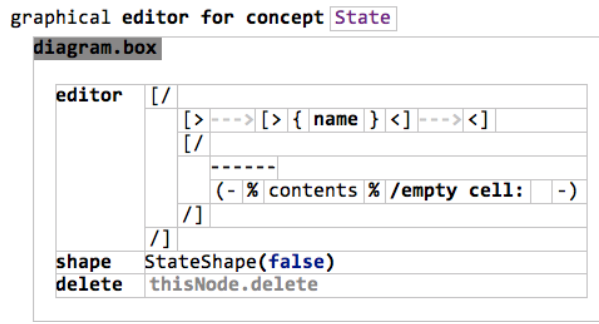 graphical editor for concept State
diagram.box
editor [/
[> ---> [> { name } <] ---> <]
[/
------
(- % contents % /empty cell: -)
/]
/]
shape StateShape(false)
delete thisNode.delete